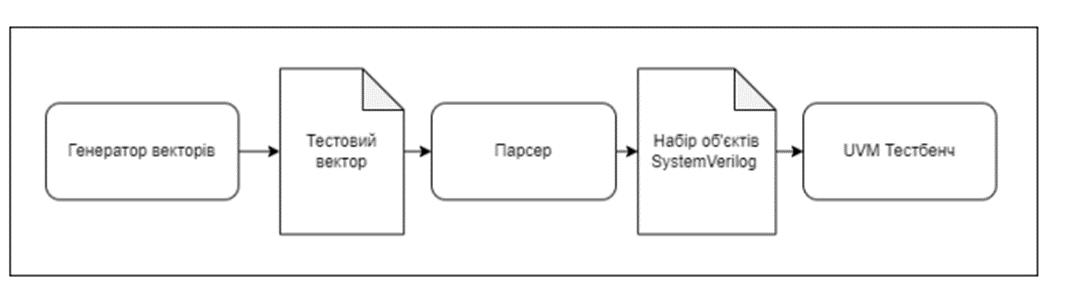 Генератор векторів
Тестовий
вектор
Парсер
Набір об'єктів
SystemVerilog
UVM Тестбенч